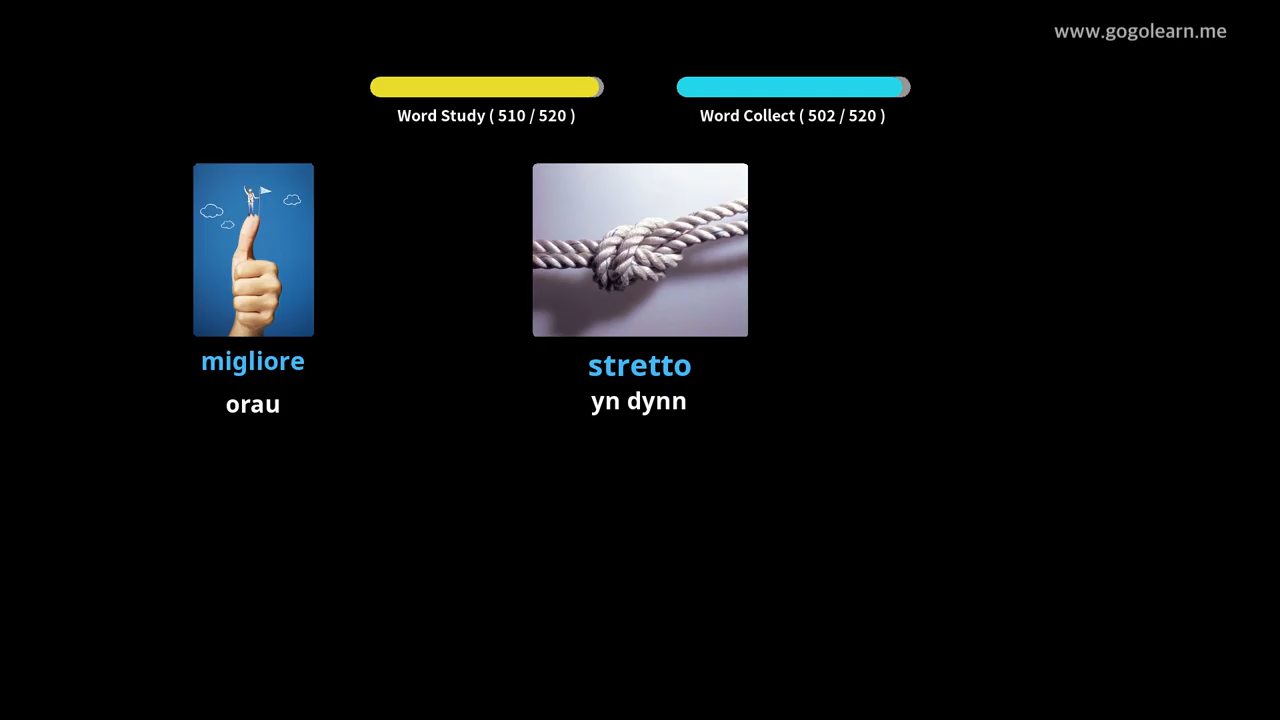 www.gogolearn.me
Word Study ( 510 / 520 )
Word Collect ( 502 / 520 )
migliore
orau
stretto
yn dynn